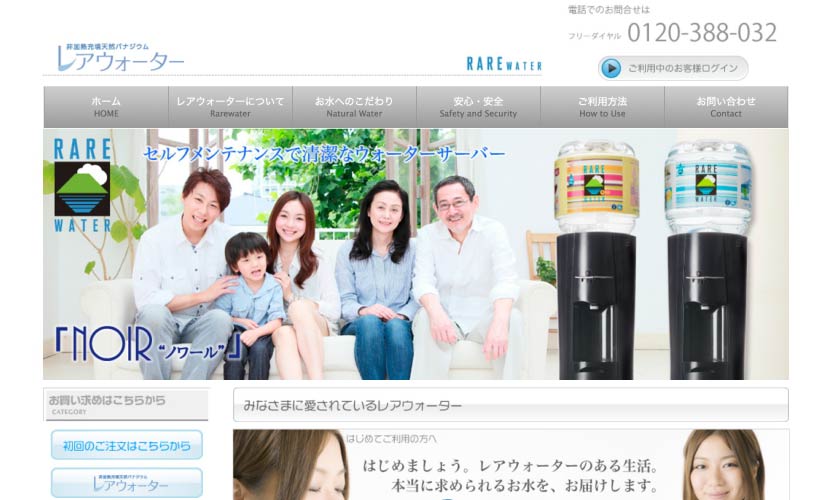 電話でのお問合せは
フリーダイヤル 0120-388-032
非加熱充填天然バナジウム
レアウォーター
RARE WATER
ご利用中のお客様ログイン
ホーム レアウォーターについて お水へのこだわり 安心・安全 ご利用方法 お問い合わせ
HOME Rarewater Natural Water Safety and Security How to Use Contact
RARE
WATER
セルフメンテナンスで清潔なウォーターサーバー
RARE
WATER
RARE
WATER
『NOIR“ノワール”』
お買い求めはこちらから
CATEGORY
初回のご注文はこちらから
非加熱充填天然バナジウム
レアウォーター
みなさまに愛されているレアウォーター
はじめてご利用の方へ
はじめましょう。レアウォーターのある生活。
本当に求められるお水を、お届けします。